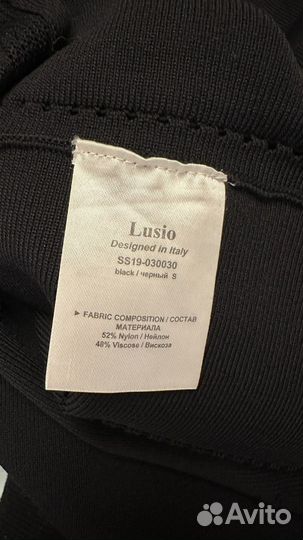 Lusio
Designed in Italy
SS19-030030
black / черный S
► FABRIC COMPOSITION / СОСТАВ
МАТЕРИАЛА
52% Nylon / Нейлон
48% Viscose / Вискоза
Avito